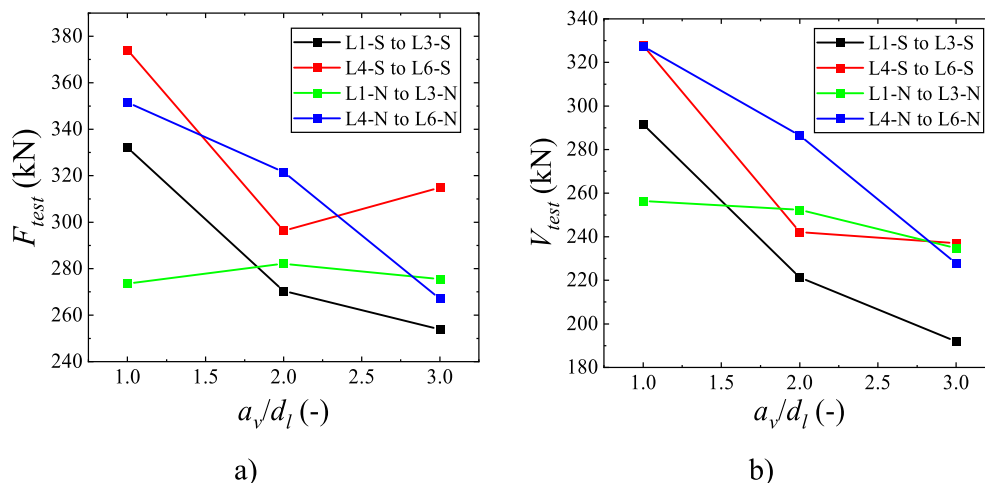 380
360
340
320
300
280
260
240
F_test (kN)
L1-S to L3-S
L4-S to L6-S
L1-N to L3-N
L4-N to L6-N
1.0 1.5 2.0 2.5 3.0
a_v/d_l (-)
a)
340
320
300
280
260
240
220
200
180
V_test (kN)
L1-S to L3-S
L4-S to L6-S
L1-N to L3-N
L4-N to L6-N
1.0 1.5 2.0 2.5 3.0
a_v/d_l (-)
b)